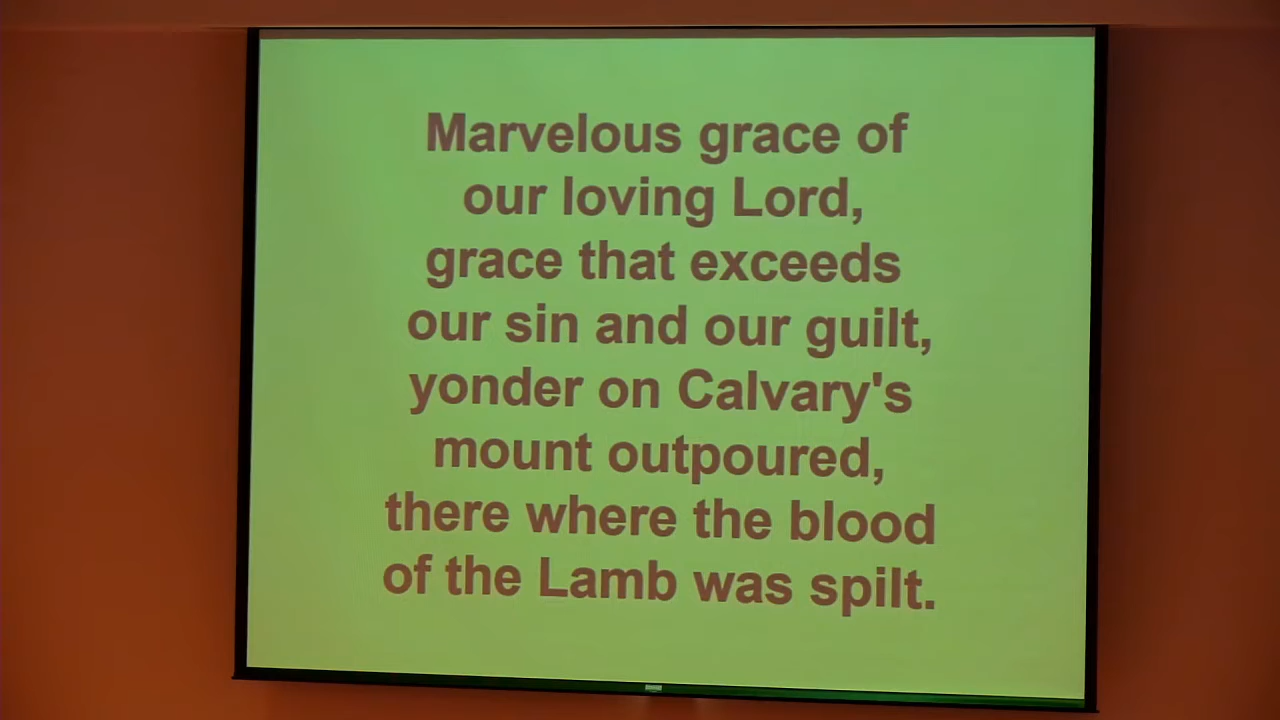 Marvelous grace of
our loving Lord,
grace that exceeds
our sin and our guilt,
yonder on Calvary's
mount outpoured,
there where the blood
of the Lamb was spilt.